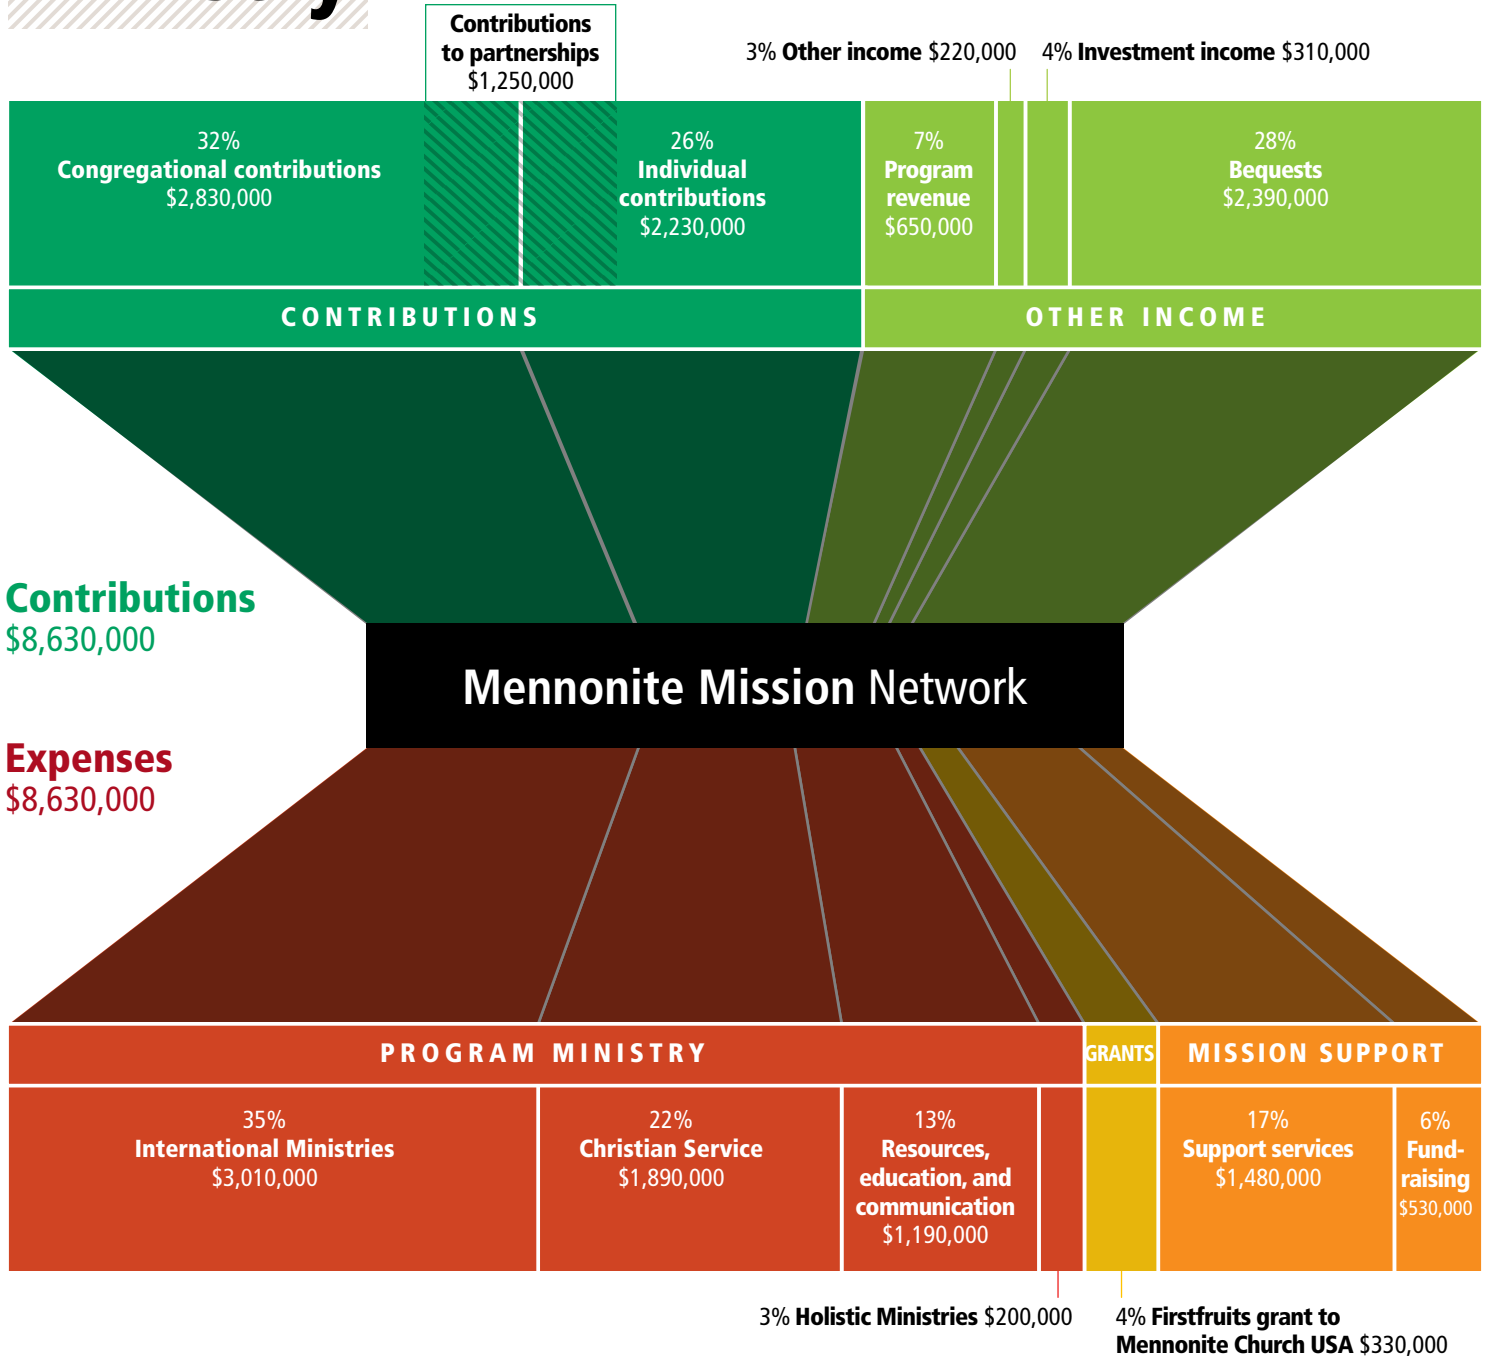 Contributions
to partnerships
$1,250,000
3% Other income $220,000
4% Investment income $310,000
32%
Congregational contributions
$2,830,000
26%
Individual
contributions
$2,230,000
7%
Program
revenue
$650,000
28%
Bequests
$2,390,000
CONTRIBUTIONS
OTHER INCOME
Contributions
$8,630,000
Mennonite Mission Network
Expenses
$8,630,000
PROGRAM MINISTRY
GRANTS
MISSION SUPPORT
35%
International Ministries
$3,010,000
22%
Christian Service
$1,890,000
13%
Resources,
education, and
communication
$1,190,000
17%
Support services
$1,480,000
6%
Fund-
raising
$530,000
3% Holistic Ministries $200,000
4% Firstfruits grant to
Mennonite Church USA $330,000